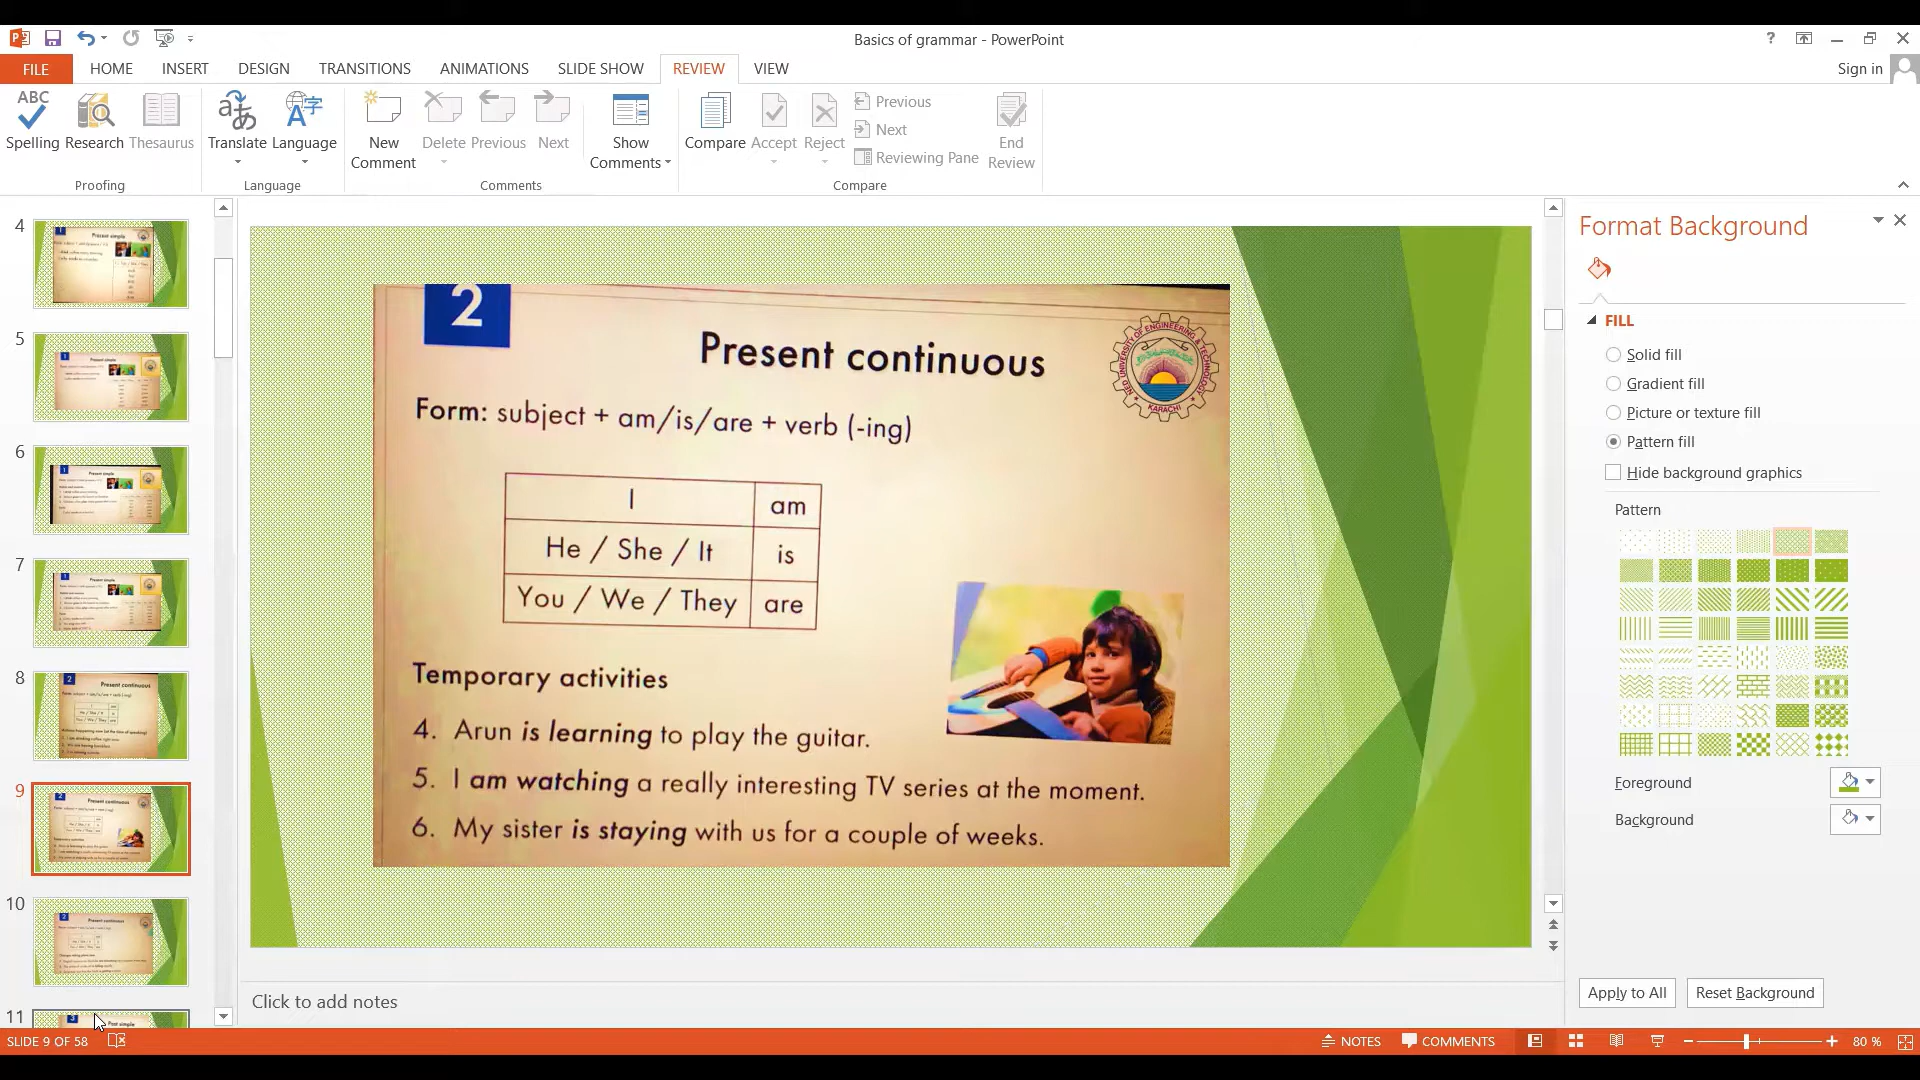 Basics of grammar - PowerPoint
?
FILE HOME INSERT DESIGN TRANSITIONS ANIMATIONS SLIDE SHOW REVIEW VIEW
Sign in
ABC
Spelling Research Thesaurus
Translate Language
New Comment Delete Previous Next
Show Comments
Compare Accept Reject
Previous
Next
Reviewing Pane
End Review
Proofing Language Comments Compare
4
5
6
7
8
9
10
11
2
Present continuous
NED UNIVERSITY OF ENGINEERING & TECHNOLOGY
KARACHI
Form: subject + am/is/are + verb (-ing)
I am
He / She / It is
You / We / They are
Temporary activities
4. Arun is learning to play the guitar.
5. I am watching a really interesting TV series at the moment.
6. My sister is staying with us for a couple of weeks.
Click to add notes
Format Background
FILL
Solid fill
Gradient fill
Picture or texture fill
Pattern fill
Hide background graphics
Pattern
Foreground
Background
Apply to All Reset Background
SLIDE 9 OF 58
NOTES COMMENTS 80 %